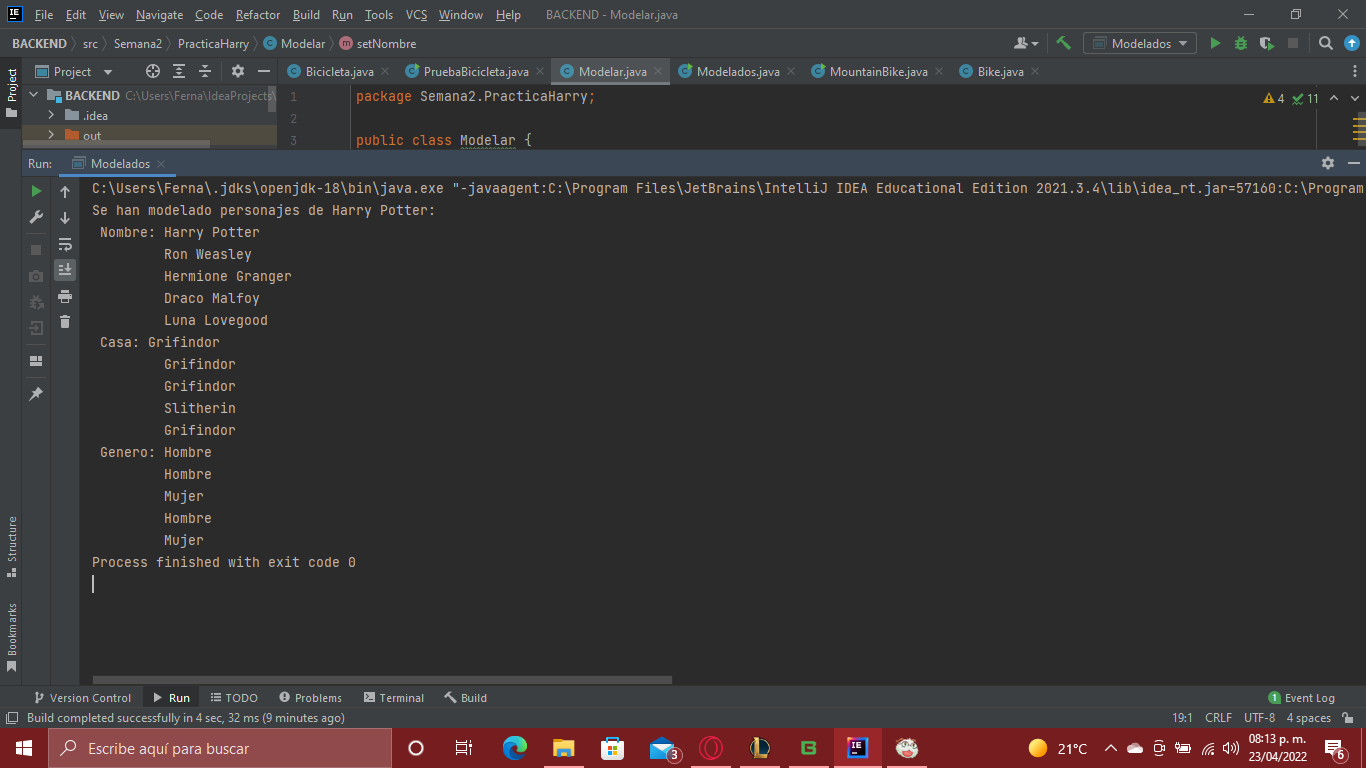 File Edit View Navigate Code Refactor Build Run Tools VCS Window Help BACKEND - Modelar.java
BACKEND src Semana2 PracticaHarry Modelar setNombre Modelados
Project Project Bicicleta.java PruebaBicicleta.java Modelar.java Modelados.java MountainBike.java Bike.java
BACKEND C:\Users\Ferna\IdeaProjects\ 1 package Semana2.PracticaHarry; 4 11
.idea 2
out 3 public class Modelar {
Run: Modelados
C:\Users\Ferna\.jdks\openjdk-18\bin\java.exe "-javaagent:C:\Program Files\JetBrains\IntelliJ IDEA Educational Edition 2021.3.4\lib\idea_rt.jar=57160:C:\Program
Se han modelado personajes de Harry Potter:
Nombre: Harry Potter
Ron Weasley
Hermione Granger
Draco Malfoy
Luna Lovegood
Casa: Grifindor
Grifindor
Grifindor
Slitherin
Grifindor
Genero: Hombre
Hombre
Mujer
Hombre
Mujer
Process finished with exit code 0
Structure
Bookmarks
Version Control Run TODO Problems Terminal Build 1 Event Log
Build completed successfully in 4 sec, 32 ms (9 minutes ago) 19:1 CRLF UTF-8 4 spaces
Escribe aquí para buscar 3 21°C 08:13 p. m.
23/04/2022 6